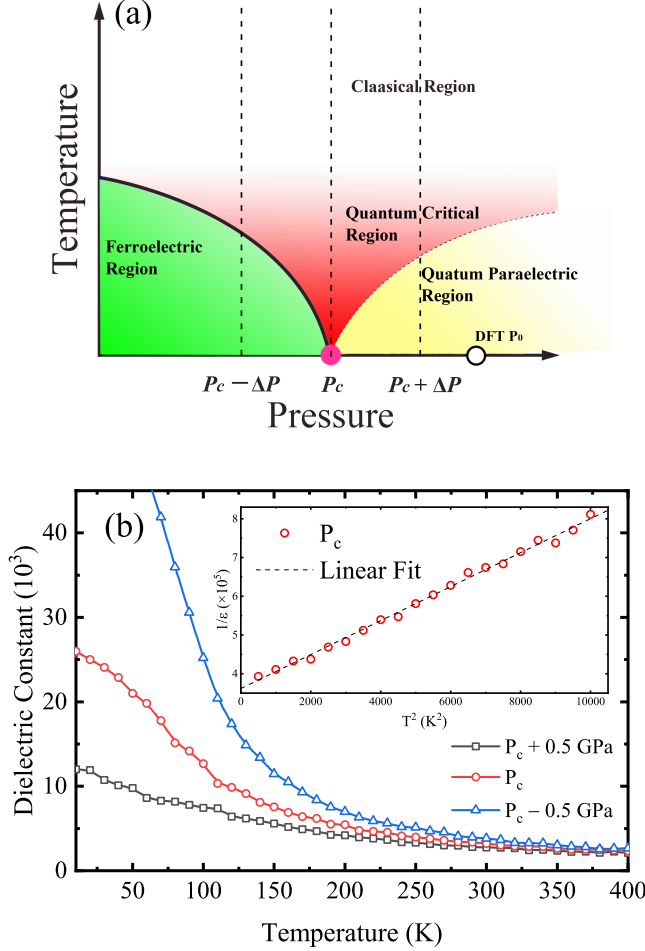 (a)
Temperature
Claasical Region
Quantum Critical
Region
Ferroelectric
Region
Quatum Paraelectric
Region
DFT P₀
Pc − ΔP
Pc
Pc + ΔP
Pressure
(b)
Dielectric Constant (10³)
40
30
20
10
0
50
100
150
200
250
300
350
400
Temperature (K)
1/ε (×10⁵)
8
7
6
5
4
0
2000
4000
6000
8000
10000
T² (K²)
Pc
Linear Fit
Pc + 0.5 GPa
Pc
Pc − 0.5 GPa